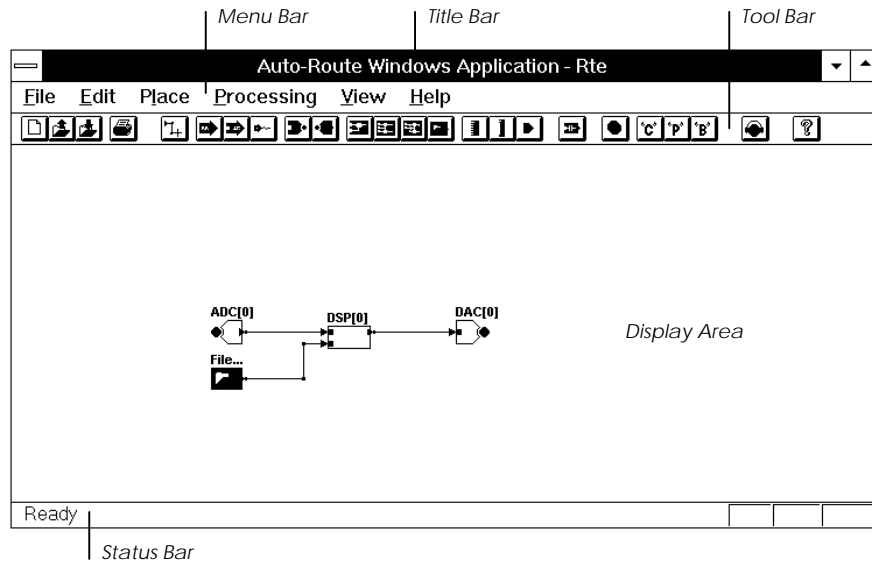 Menu Bar Title Bar Tool Bar
Auto-Route Windows Application - Rte
File Edit Place Processing View Help
'C' 'P' 'B' ?
ADC[0] DSP[0] DAC[0]
Display Area
File...
Ready
Status Bar